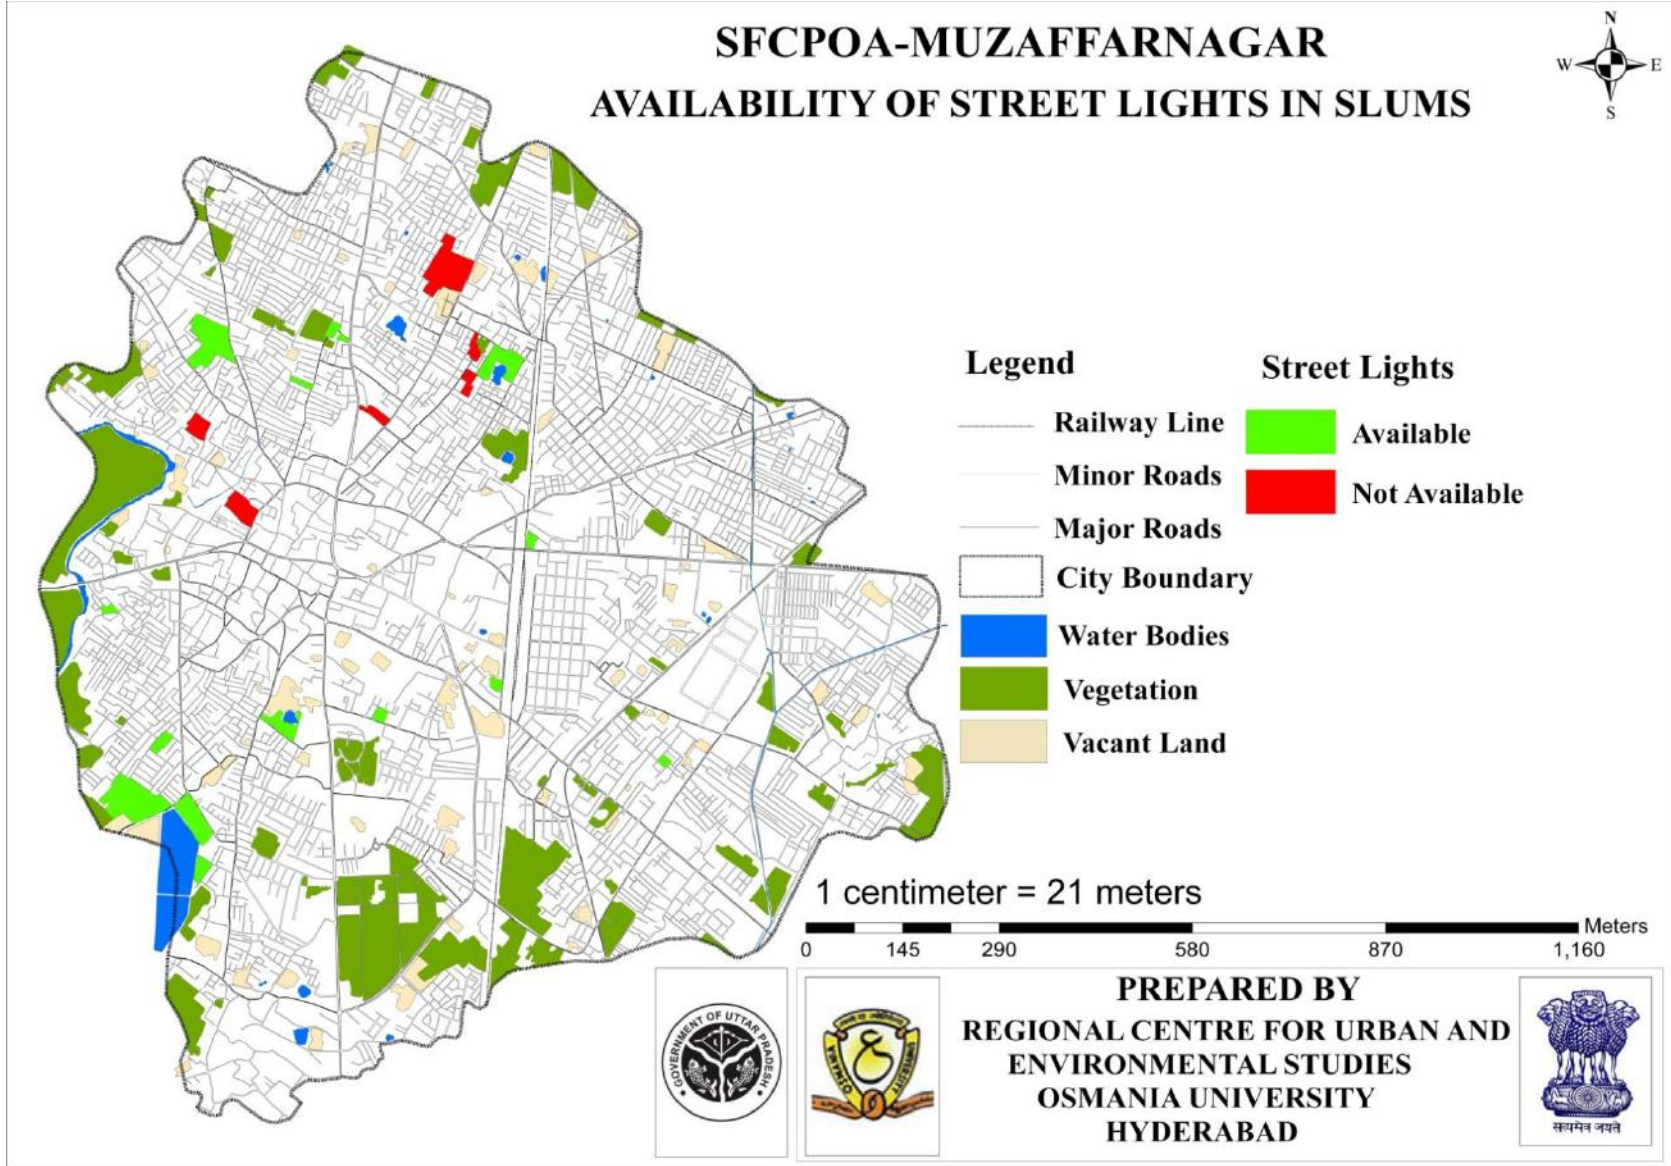 SFCPOA-MUZAFFARNAGAR
AVAILABILITY OF STREET LIGHTS IN SLUMS
N
W E
S
Legend
Railway Line
Minor Roads
Major Roads
City Boundary
Water Bodies
Vegetation
Vacant Land
Street Lights
Available
Not Available
1 centimeter = 21 meters
Meters
0 145 290 580 870 1,160
GOVERNMENT OF UTTAR PRADESH
OSMANIA UNIVERSITY
PREPARED BY
REGIONAL CENTRE FOR URBAN AND
ENVIRONMENTAL STUDIES
OSMANIA UNIVERSITY
HYDERABAD
सत्यमेव जयते